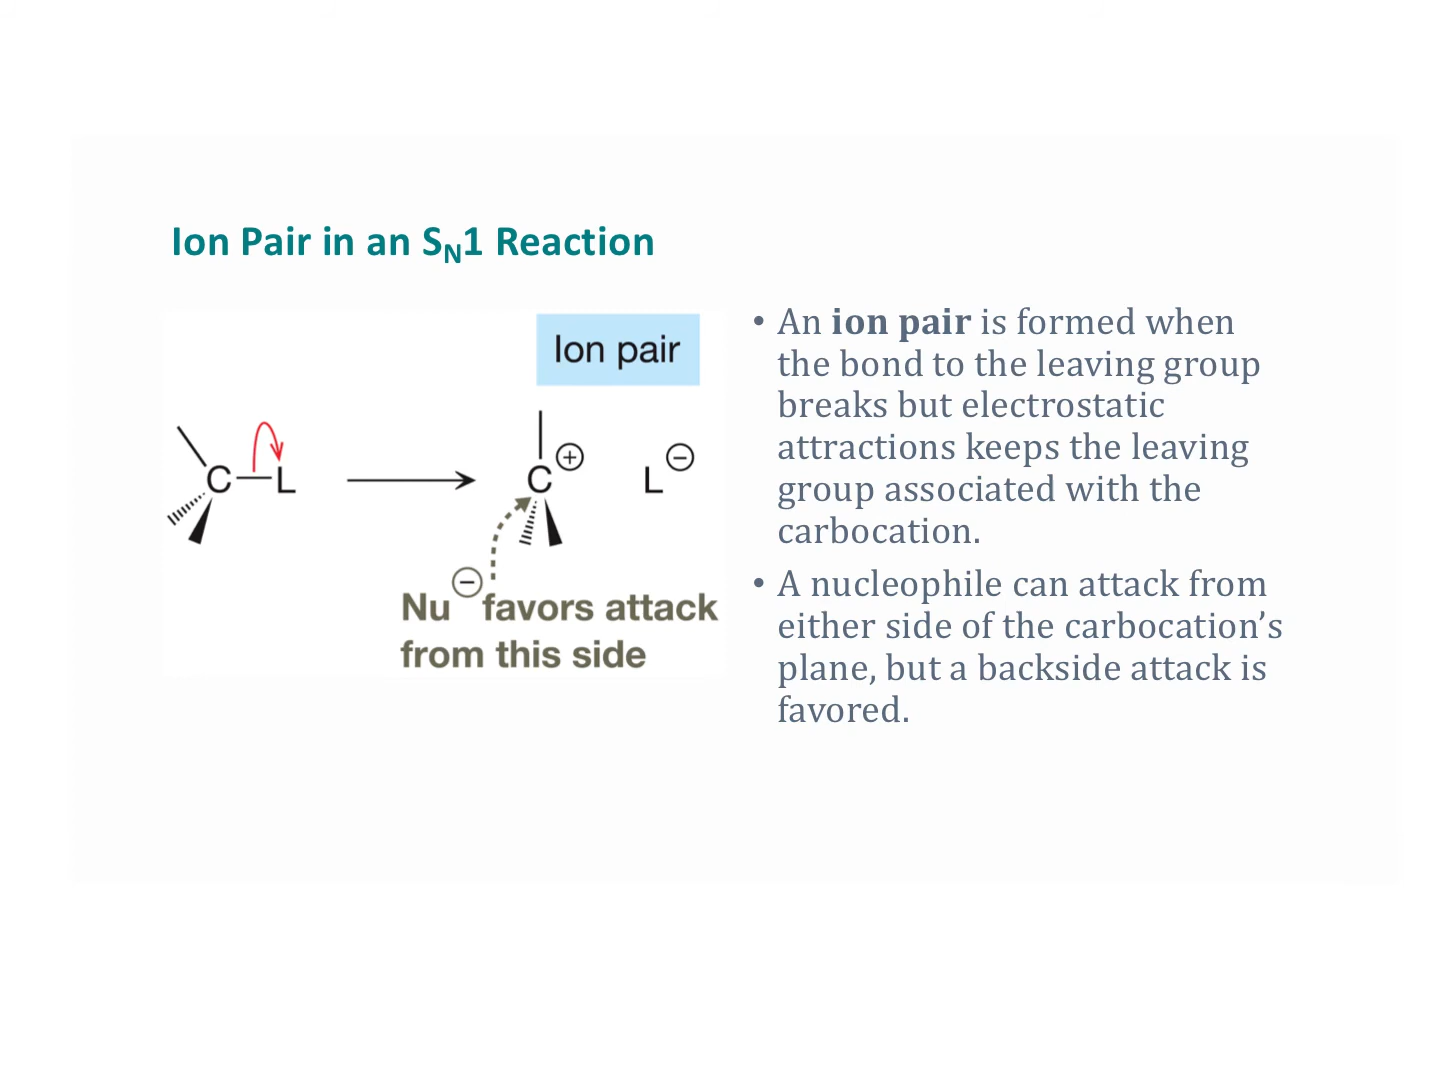 Ion Pair in an SN1 Reaction
Ion pair
C—L
C⊕ L⊖
Nu⊖ favors attack
from this side
• An ion pair is formed when
the bond to the leaving group
breaks but electrostatic
attractions keeps the leaving
group associated with the
carbocation.
• A nucleophile can attack from
either side of the carbocation’s
plane, but a backside attack is
favored.